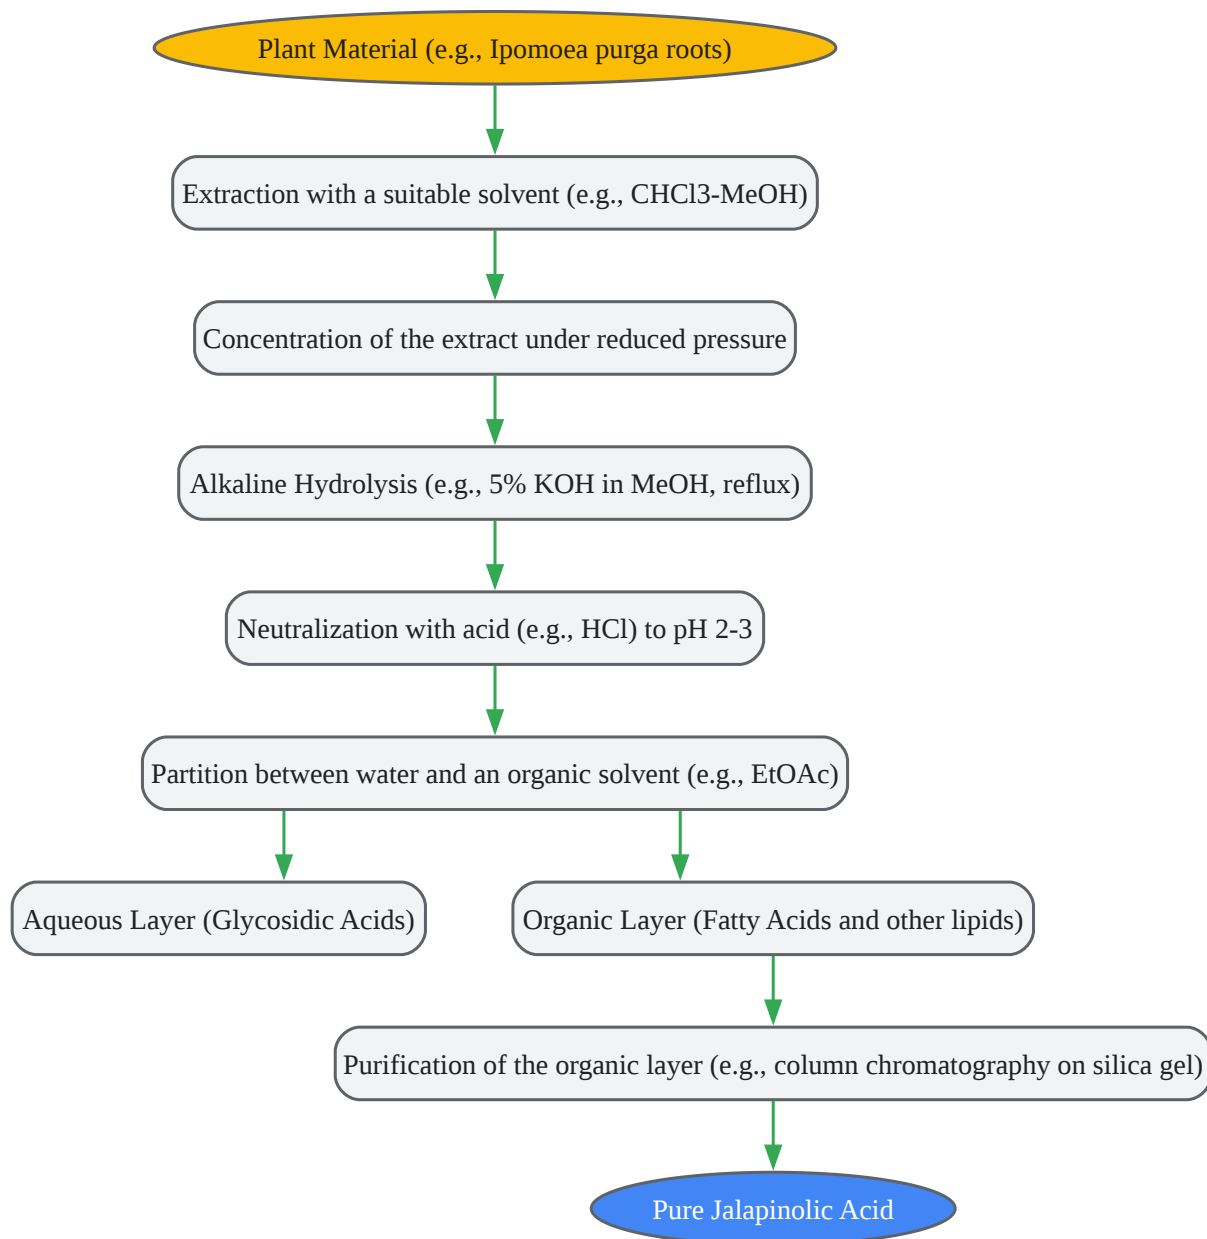 Plant Material (e.g., Ipomoea purga roots)
Extraction with a suitable solvent (e.g., CHCl3-MeOH)
Concentration of the extract under reduced pressure
Alkaline Hydrolysis (e.g., 5% KOH in MeOH, reflux)
Neutralization with acid (e.g., HCl) to pH 2-3
Partition between water and an organic solvent (e.g., EtOAc)
Aqueous Layer (Glycosidic Acids)
Organic Layer (Fatty Acids and other lipids)
Purification of the organic layer (e.g., column chromatography on silica gel)
Pure Jalapinolic Acid